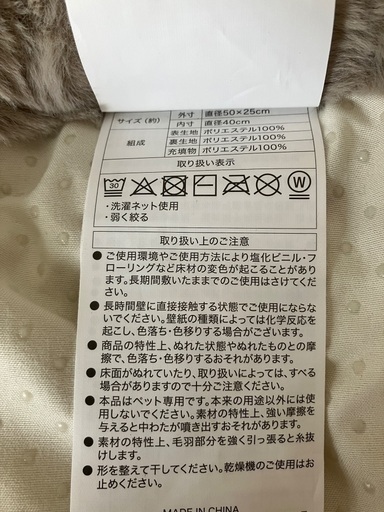 サイズ(約) 外寸 直径50×25cm
内寸 直径40cm
組成 表生地 ポリエステル100%
裏生地 ポリエステル100%
充填物 ポリエステル100%
取り扱い表示
30 W
・洗濯ネット使用
・弱く絞る
取り扱い上のご注意
●ご使用環境やご使用方法により塩化ビニル・フ
ローリングなど床材の変色が起こることがあり
ます。長期間敷いたままでのご使用はさけてく
ださい。
●長時間壁に直接接触する状態でご使用にならな
いでください。壁紙の種類によっては化学反応を
起こし、色落ち・色移りする場合がございます。
●商品の特性上、ぬれた状態やぬれたものとの摩
擦で、色落ち・色移りするおそれがあります。
●床面がぬれていたり、取り扱いによっては、すべ
る場合がありますので十分ご注意ください。
●本品はペット専用です。本来の用途以外には使
用しないでください。素材の特性上、強い摩擦を
与えると中わたが噴き出すおそれがあります。
●素材の特性上、毛羽部分を強く引っ張ると糸抜
けします。
●形を整えて干してください。乾燥機のご使用はお
止めください。
MADE IN CHINA